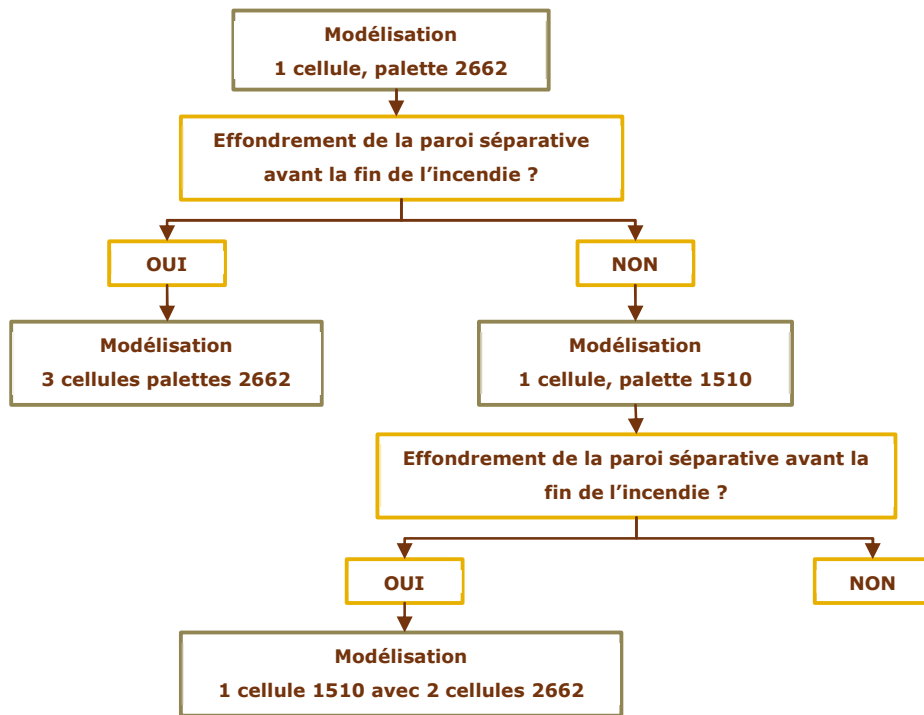 Modélisation
1 cellule, palette 2662
Effondrement de la paroi séparative
avant la fin de l’incendie ?
OUI
NON
Modélisation
3 cellules palettes 2662
Modélisation
1 cellule, palette 1510
Effondrement de la paroi séparative avant la
fin de l’incendie ?
OUI
NON
Modélisation
1 cellule 1510 avec 2 cellules 2662